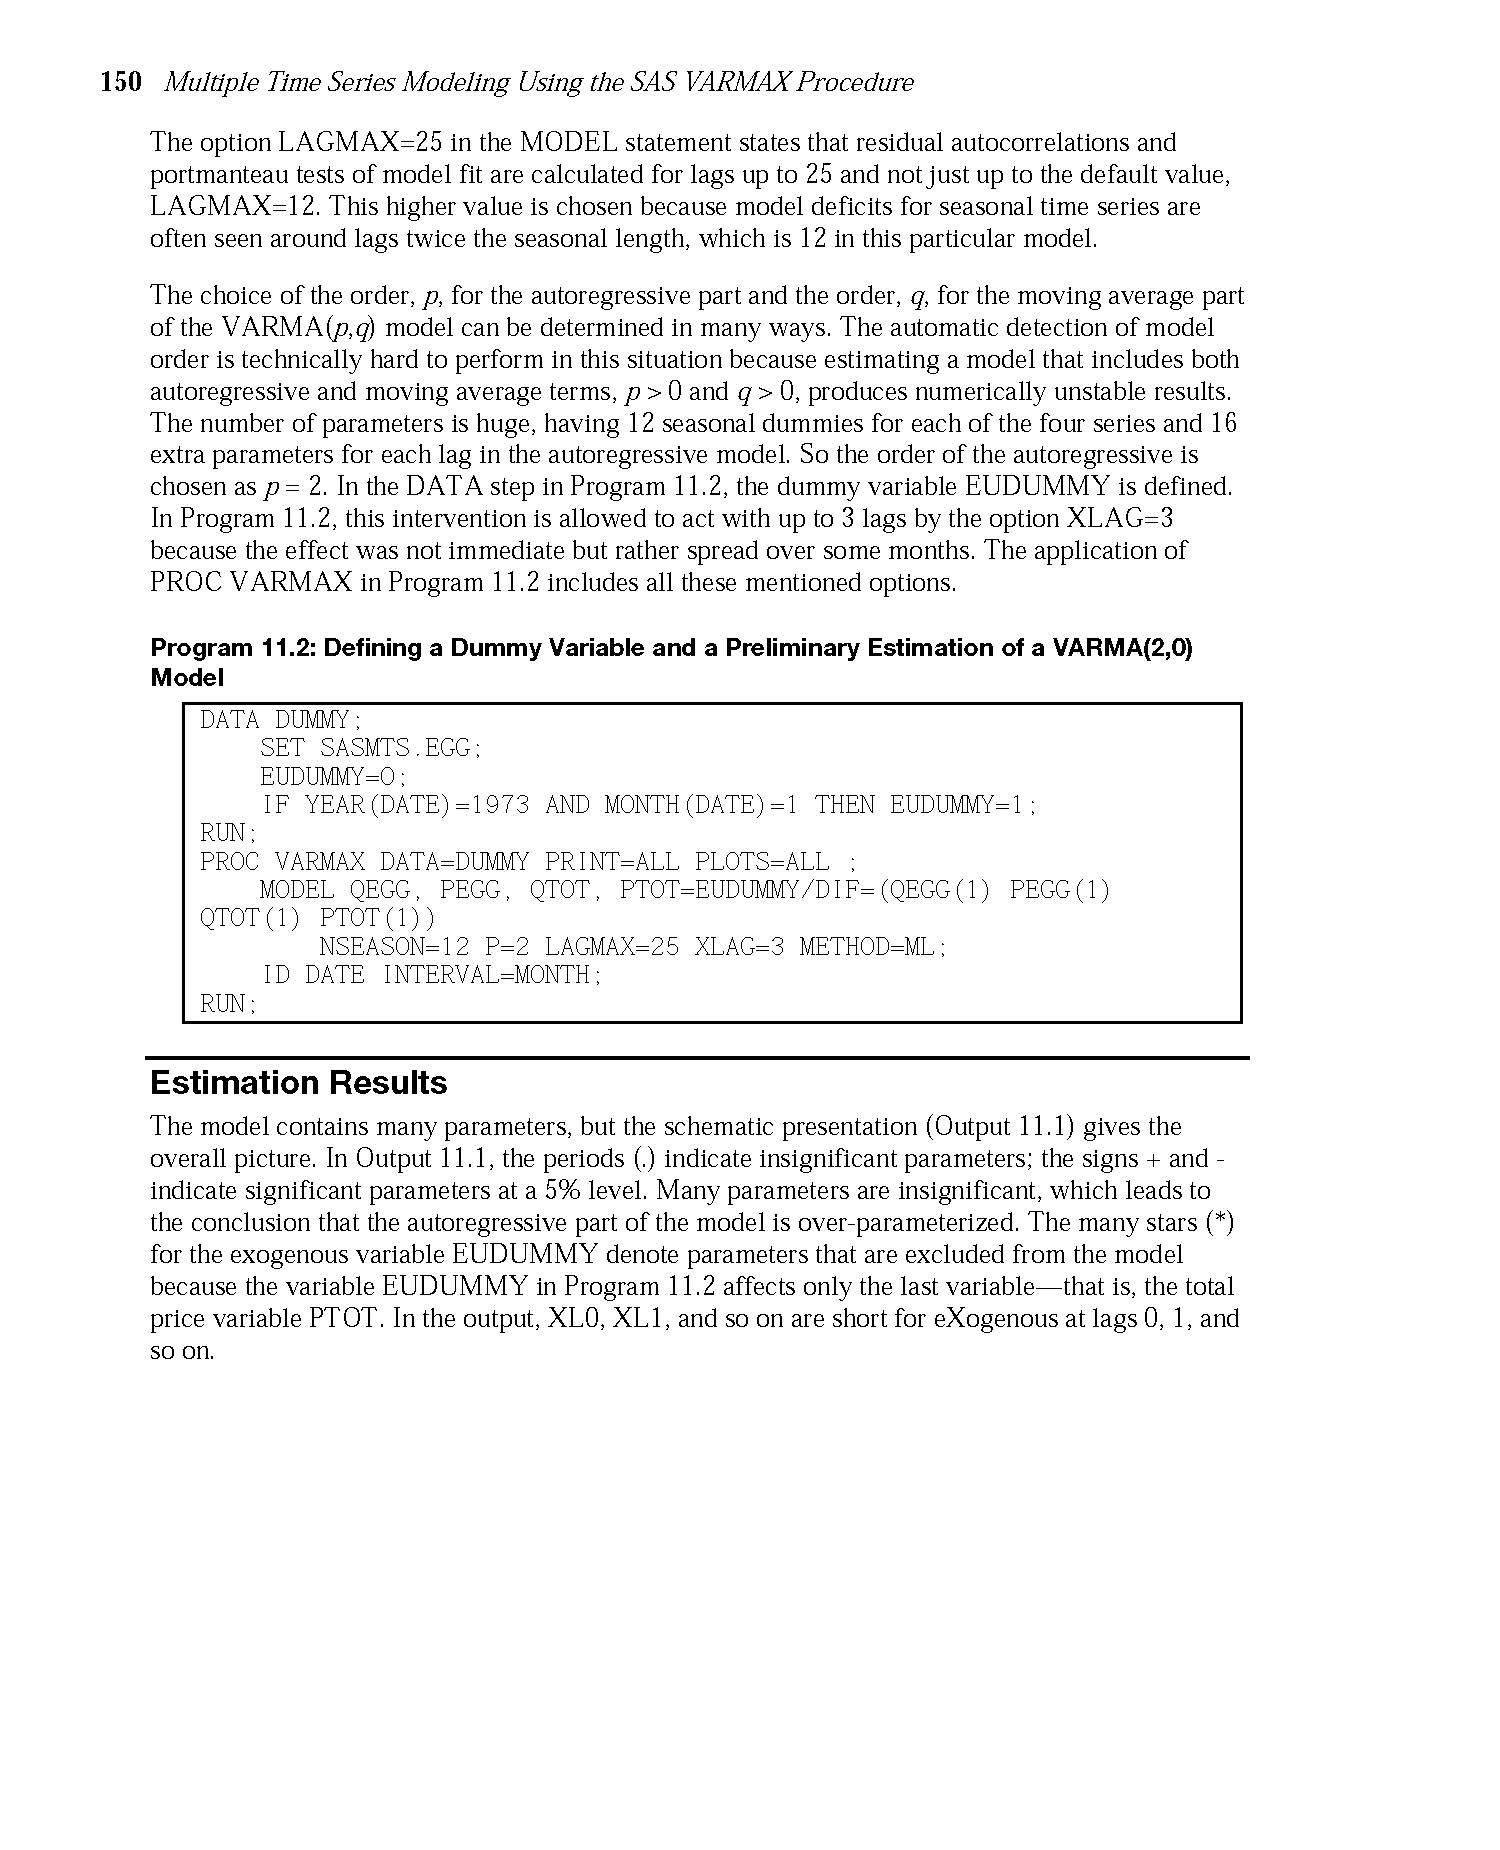 150 Multiple Time Series Modeling Using the SAS VARMAX Procedure
The option LAGMAX=25 in the MODEL statement states that residual autocorrelations and
portmanteau tests of model fit are calculated for lags up to 25 and not just up to the default value,
LAGMAX=12. This higher value is chosen because model deficits for seasonal time series are
often seen around lags twice the seasonal length, which is 12 in this particular model.
The choice of the order, p, for the autoregressive part and the order, q, for the moving average part
of the VARMA(p,q) model can be determined in many ways. The automatic detection of model
order is technically hard to perform in this situation because estimating a model that includes both
autoregressive and moving average terms, p > 0 and q > 0, produces numerically unstable results.
The number of parameters is huge, having 12 seasonal dummies for each of the four series and 16
extra parameters for each lag in the autoregressive model. So the order of the autoregressive is
chosen as p = 2. In the DATA step in Program 11.2, the dummy variable EUDUMMY is defined.
In Program 11.2, this intervention is allowed to act with up to 3 lags by the option XLAG=3
because the effect was not immediate but rather spread over some months. The application of
PROC VARMAX in Program 11.2 includes all these mentioned options.
Program 11.2: Defining a Dummy Variable and a Preliminary Estimation of a VARMA(2,0)
Model
DATA DUMMY;
SET SASMTS.EGG;
EUDUMMY=0;
IF YEAR(DATE)=1973 AND MONTH(DATE)=1 THEN EUDUMMY=1;
RUN;
PROC VARMAX DATA=DUMMY PRINT=ALL PLOTS=ALL ;
MODEL QEGG, PEGG, QTOT, PTOT=EUDUMMY/DIF=(QEGG(1) PEGG(1)
QTOT(1) PTOT(1))
NSEASON=12 P=2 LAGMAX=25 XLAG=3 METHOD=ML;
ID DATE INTERVAL=MONTH;
RUN;
Estimation Results
The model contains many parameters, but the schematic presentation (Output 11.1) gives the
overall picture. In Output 11.1, the periods (.) indicate insignificant parameters; the signs + and -
indicate significant parameters at a 5% level. Many parameters are insignificant, which leads to
the conclusion that the autoregressive part of the model is over-parameterized. The many stars (*)
for the exogenous variable EUDUMMY denote parameters that are excluded from the model
because the variable EUDUMMY in Program 11.2 affects only the last variable—that is, the total
price variable PTOT. In the output, XL0, XL1, and so on are short for eXogenous at lags 0, 1, and
so on.